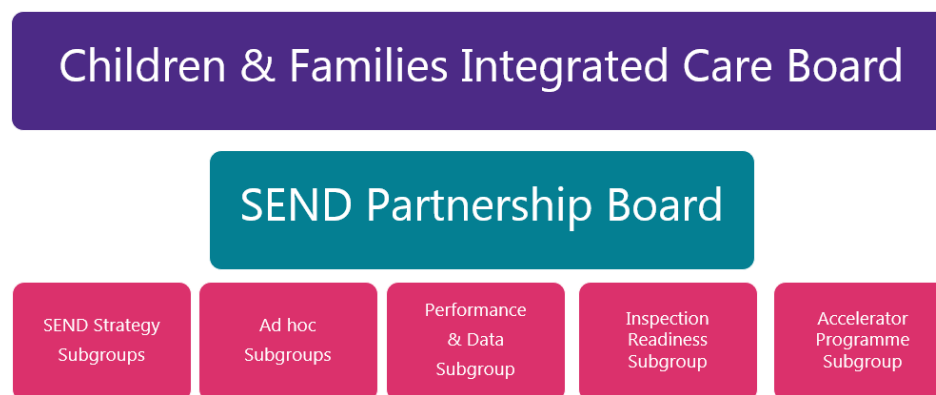 Children & Families Integrated Care Board
SEND Partnership Board
SEND Strategy
Subgroups
Ad hoc
Subgroups
Performance
& Data
Subgroup
Inspection
Readiness
Subgroup
Accelerator
Programme
Subgroup